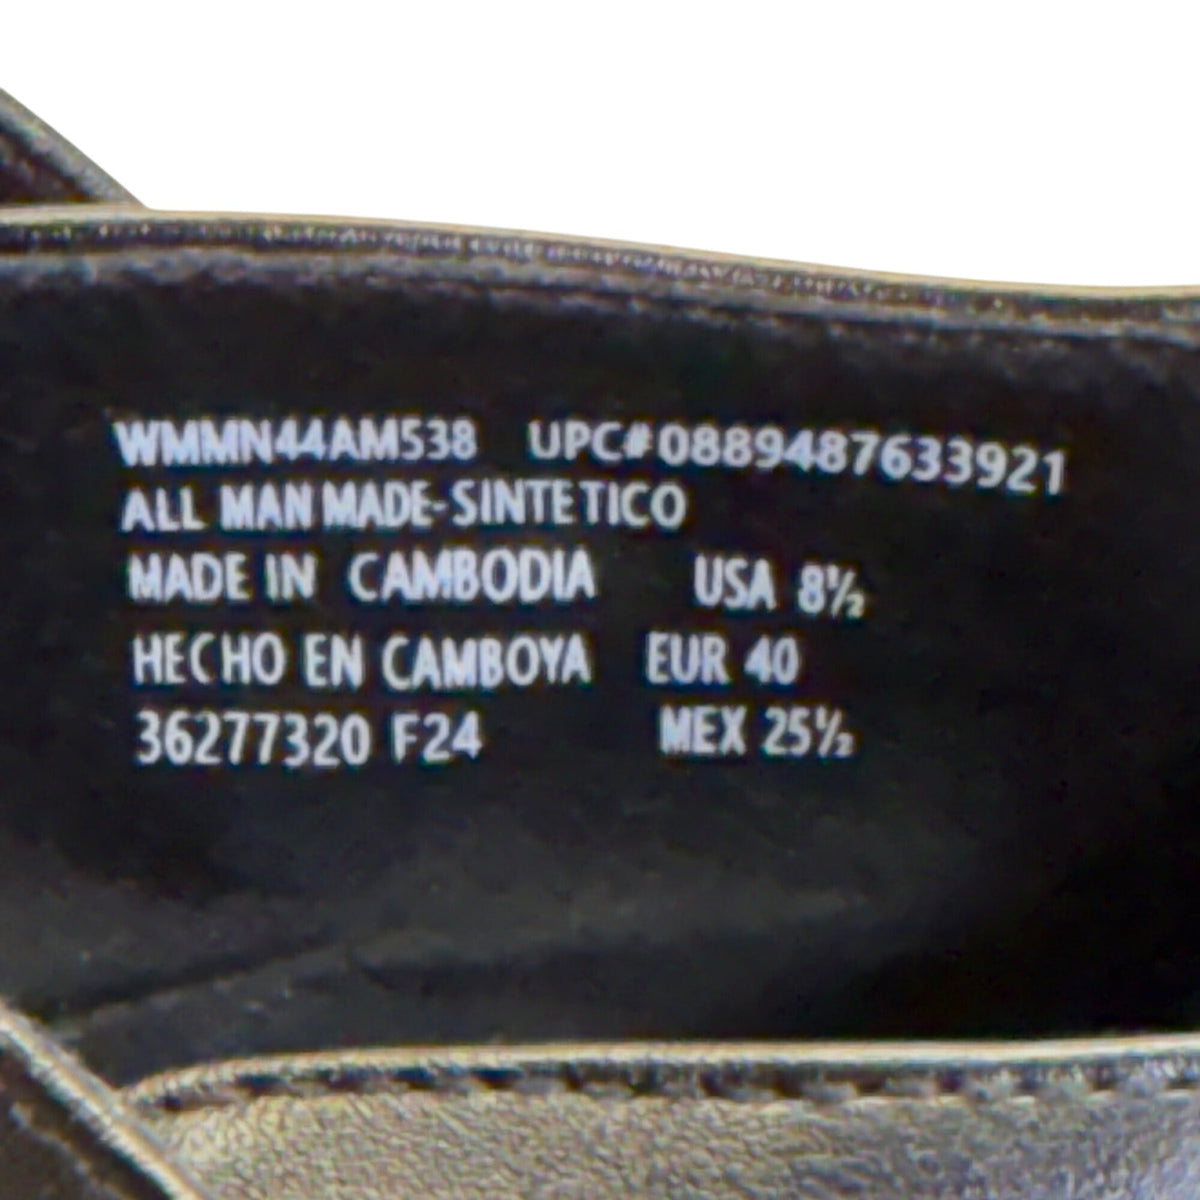 WMMN44AM538 UPC#0889487633921
ALL MAN MADE-SINTETICO
MADE IN CAMBODIA USA 8½
HECHO EN CAMBOYA EUR 40
36277320 F24 MEX 25½